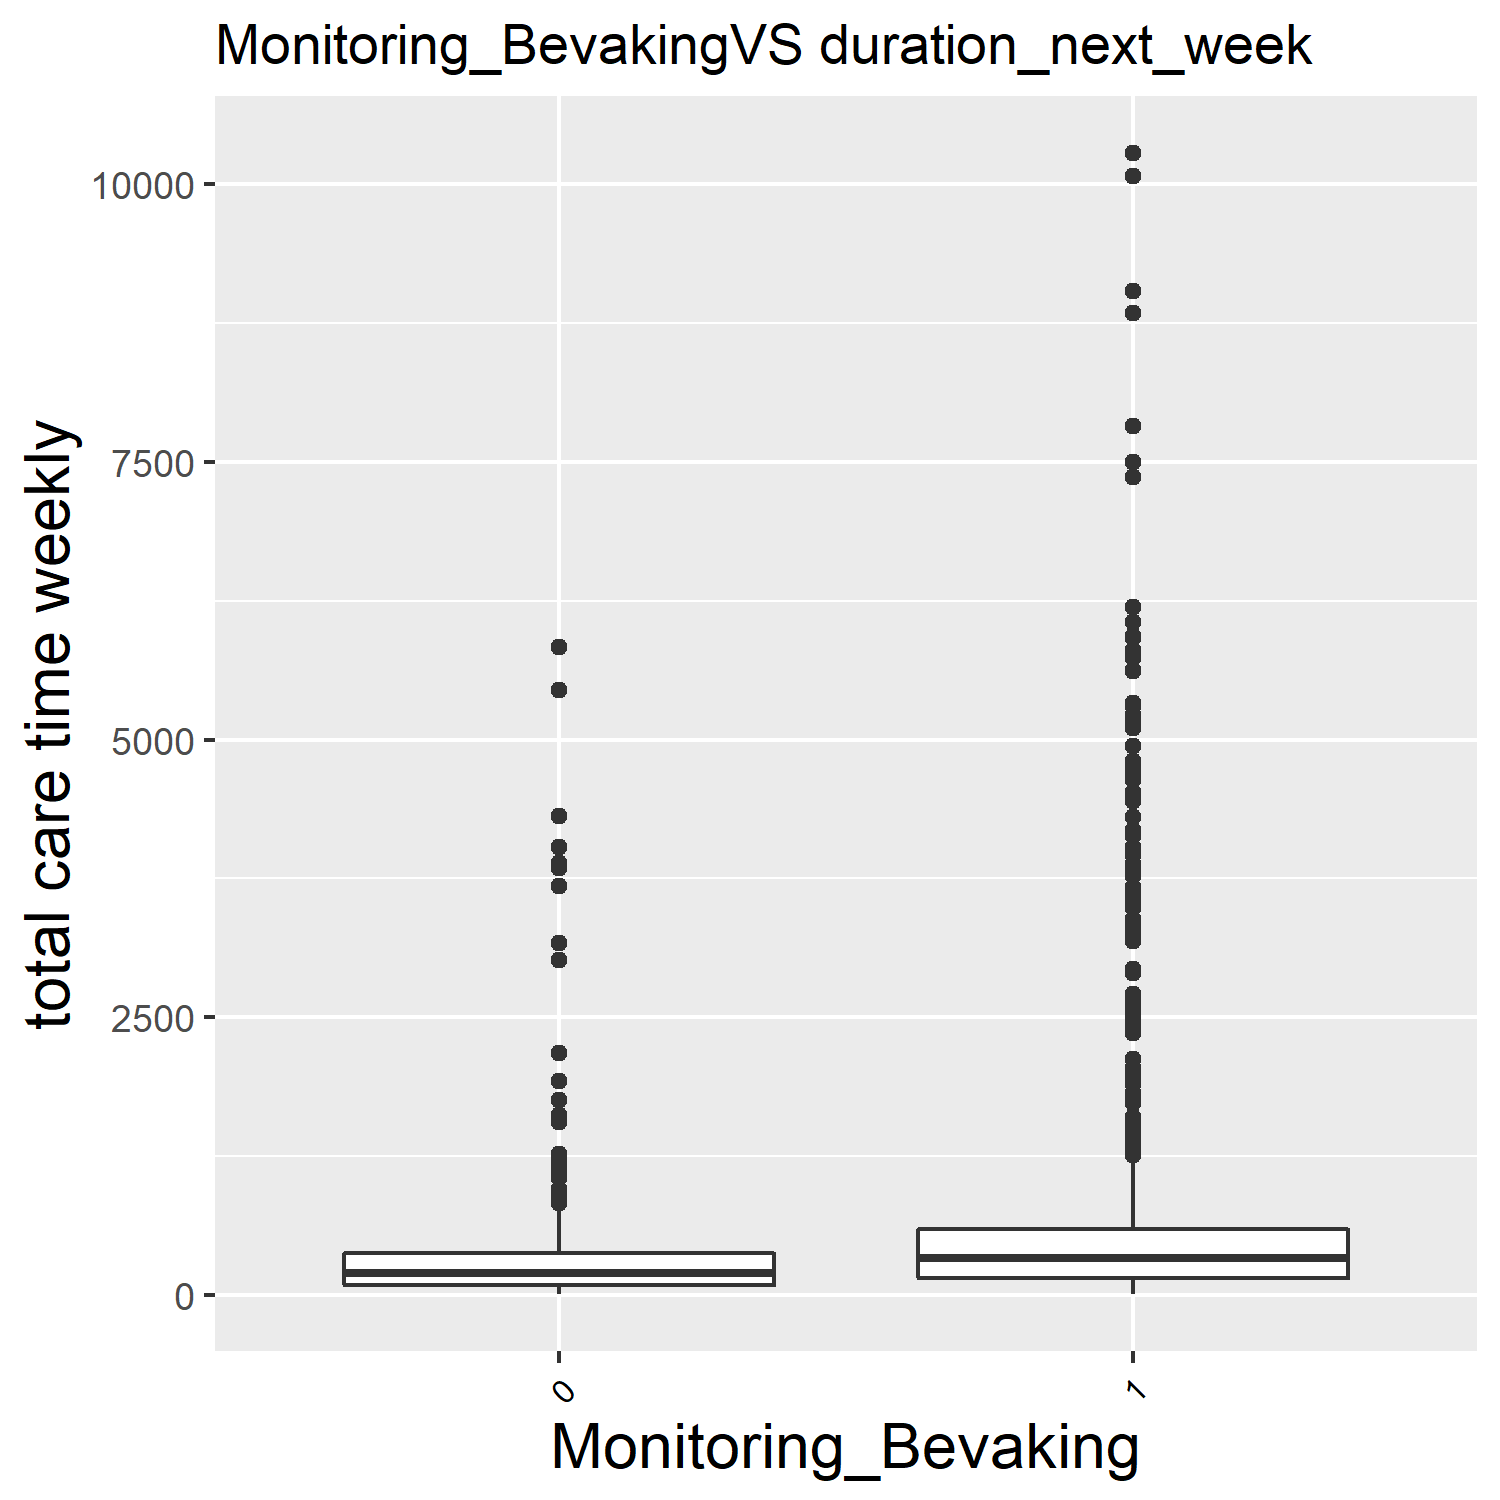 Monitoring_BevakingVS duration_next_week
total care time weekly
10000
7500
5000
2500
0
0
1
Monitoring_Bevaking